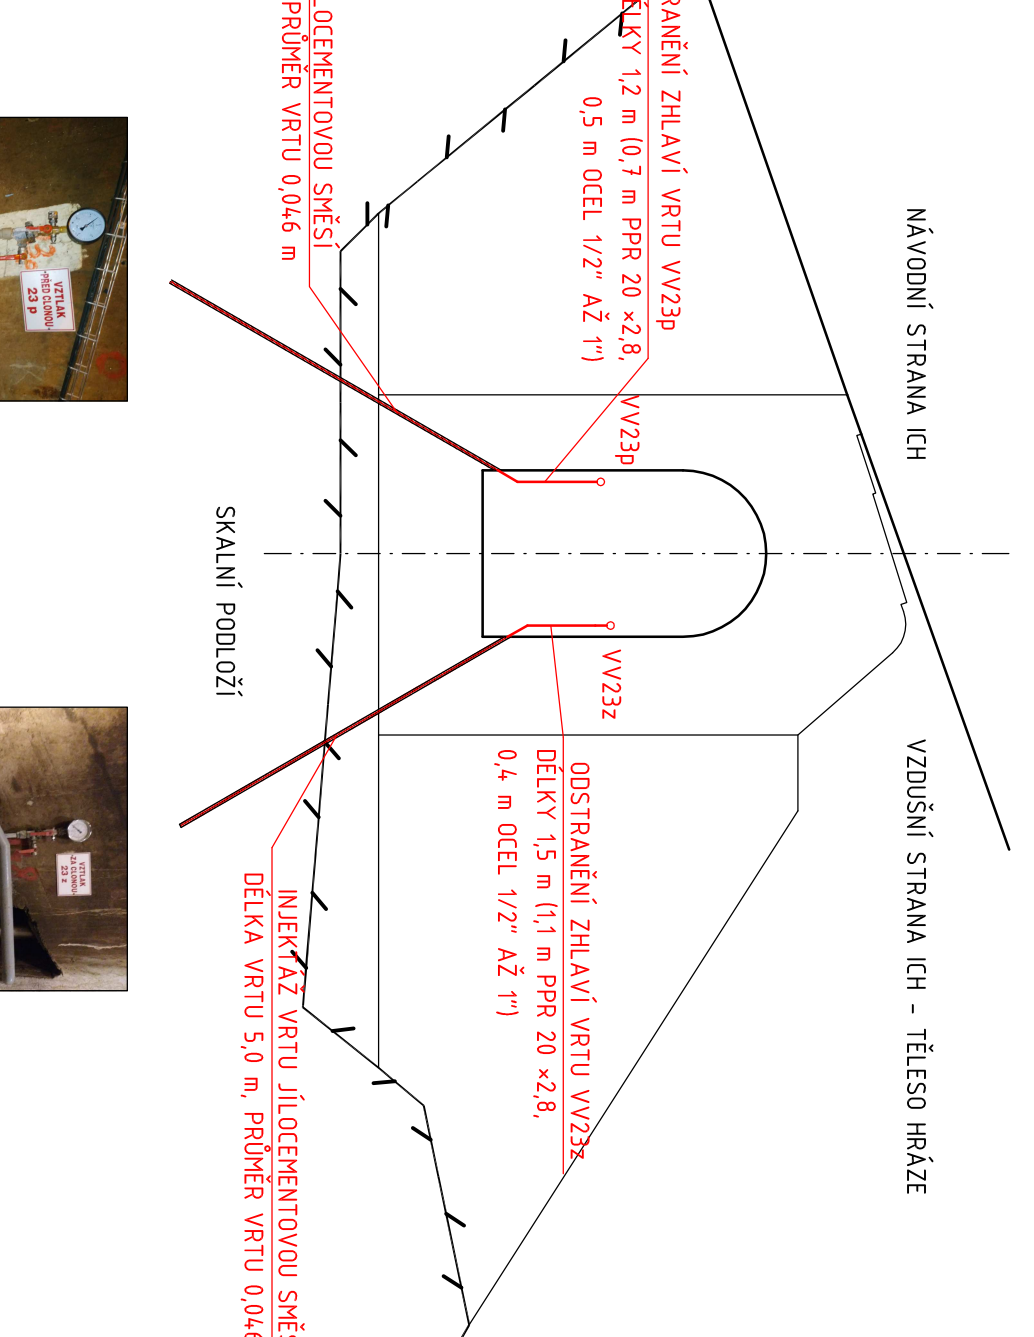 NÁVODNÍ STRANA ICH
VZDUŠNÍ STRANA ICH - TĚLESO HRÁZE
RANĚNÍ ZHLAVÍ VRTU VV23p
ÉLKY 1,2 m (0,7 m PPR 20 ×2,8,
0,5 m OCEL 1/2" AŽ 1")
VV23p
VV23z
ODSTRANĚNÍ ZHLAVÍ VRTU VV23z
DÉLKY 1,5 m (1,1 m PPR 20 ×2,8,
0,4 m OCEL 1/2" AŽ 1")
LOCEMENTOVOU SMĚSÍ
PRŮMĚR VRTU 0,046 m
INJEKTÁŽ VRTU JÍLOCEMENTOVOU SMĚS
DÉLKA VRTU 5,0 m, PRŮMĚR VRTU 0,046
SKALNÍ PODLOŽÍ
VZTLAK
-PŘED CLONOU-
23 p
VZTLAK
-ZA CLONOU-
23 z